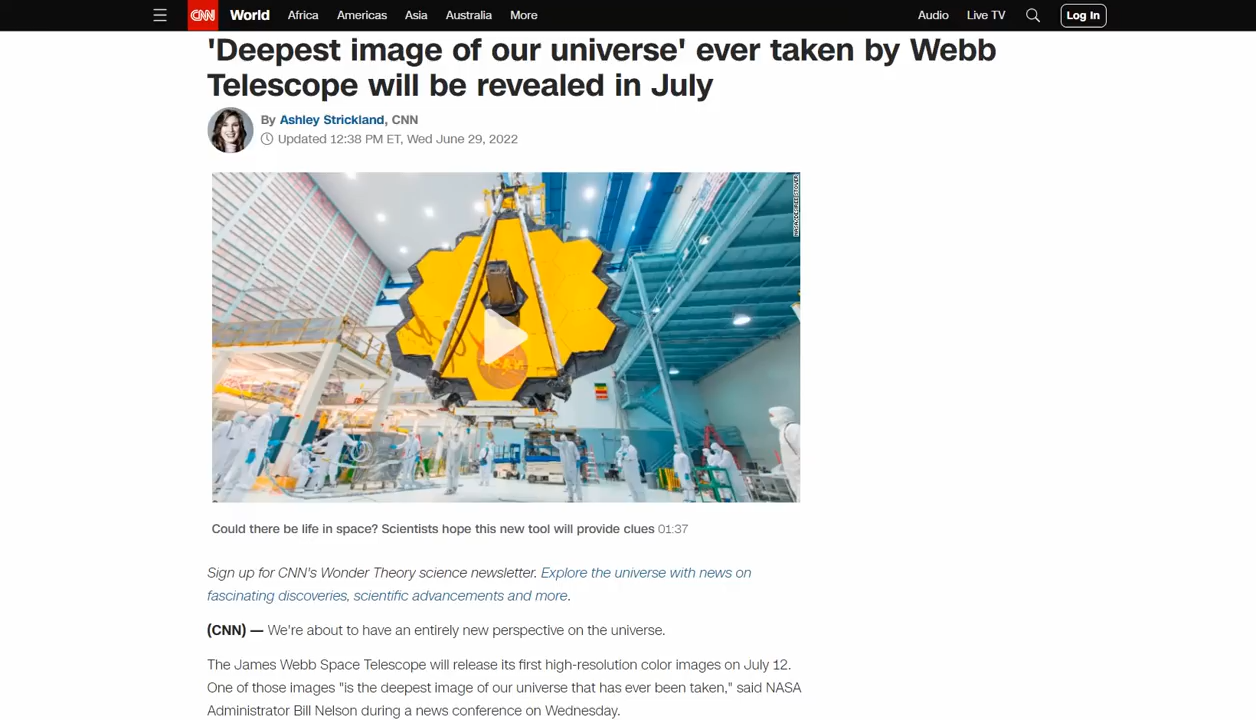 CNN World Africa Americas Asia Australia More Audio Live TV Log In
'Deepest image of our universe' ever taken by Webb
Telescope will be revealed in July
By Ashley Strickland, CNN
Updated 12:38 PM ET, Wed June 29, 2022
NASA/DESIREE STOVER
Could there be life in space? Scientists hope this new tool will provide clues 01:37
Sign up for CNN's Wonder Theory science newsletter. Explore the universe with news on
fascinating discoveries, scientific advancements and more.
(CNN) — We're about to have an entirely new perspective on the universe.
The James Webb Space Telescope will release its first high-resolution color images on July 12.
One of those images "is the deepest image of our universe that has ever been taken," said NASA
Administrator Bill Nelson during a news conference on Wednesday.